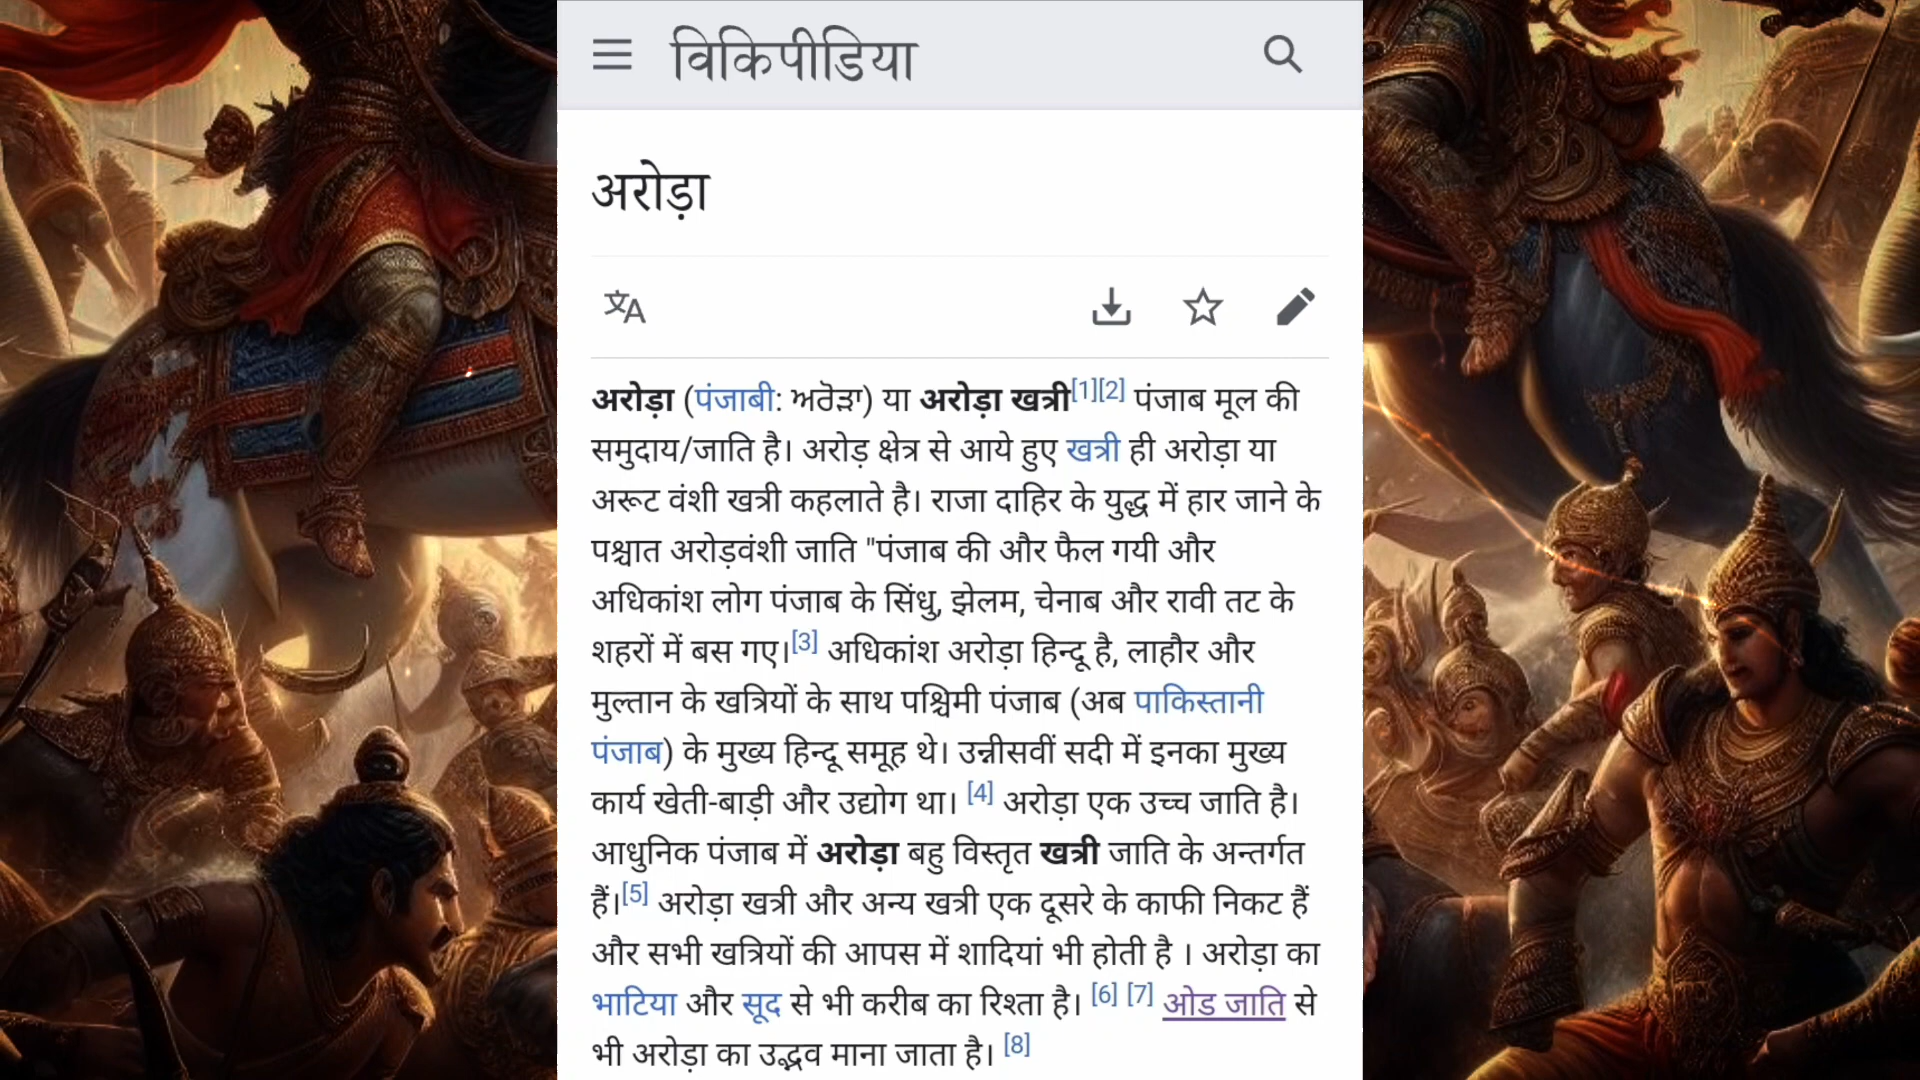 विकिपीडिया
अरोड़ा
अरोड़ा (पंजाबी: ਅਰੋੜਾ) या अरोड़ा खत्री[1][2] पंजाब मूल की
समुदाय/जाति है। अरोड़ क्षेत्र से आये हुए खत्री ही अरोड़ा या
अरूट वंशी खत्री कहलाते है। राजा दाहिर के युद्ध में हार जाने के
पश्चात अरोड़वंशी जाति "पंजाब की और फैल गयी और
अधिकांश लोग पंजाब के सिंधु, झेलम, चेनाब और रावी तट के
शहरों में बस गए।[3] अधिकांश अरोड़ा हिन्दू है, लाहौर और
मुल्तान के खत्रियों के साथ पश्चिमी पंजाब (अब पाकिस्तानी
पंजाब) के मुख्य हिन्दू समूह थे। उन्नीसवीं सदी में इनका मुख्य
कार्य खेती-बाड़ी और उद्योग था। [4] अरोड़ा एक उच्च जाति है।
आधुनिक पंजाब में अरोड़ा बहु विस्तृत खत्री जाति के अन्तर्गत
हैं।[5] अरोड़ा खत्री और अन्य खत्री एक दूसरे के काफी निकट हैं
और सभी खत्रियों की आपस में शादियां भी होती है । अरोड़ा का
भाटिया और सूद से भी करीब का रिश्ता है। [6] [7] ओड जाति से
भी अरोड़ा का उद्भव माना जाता है। [8]